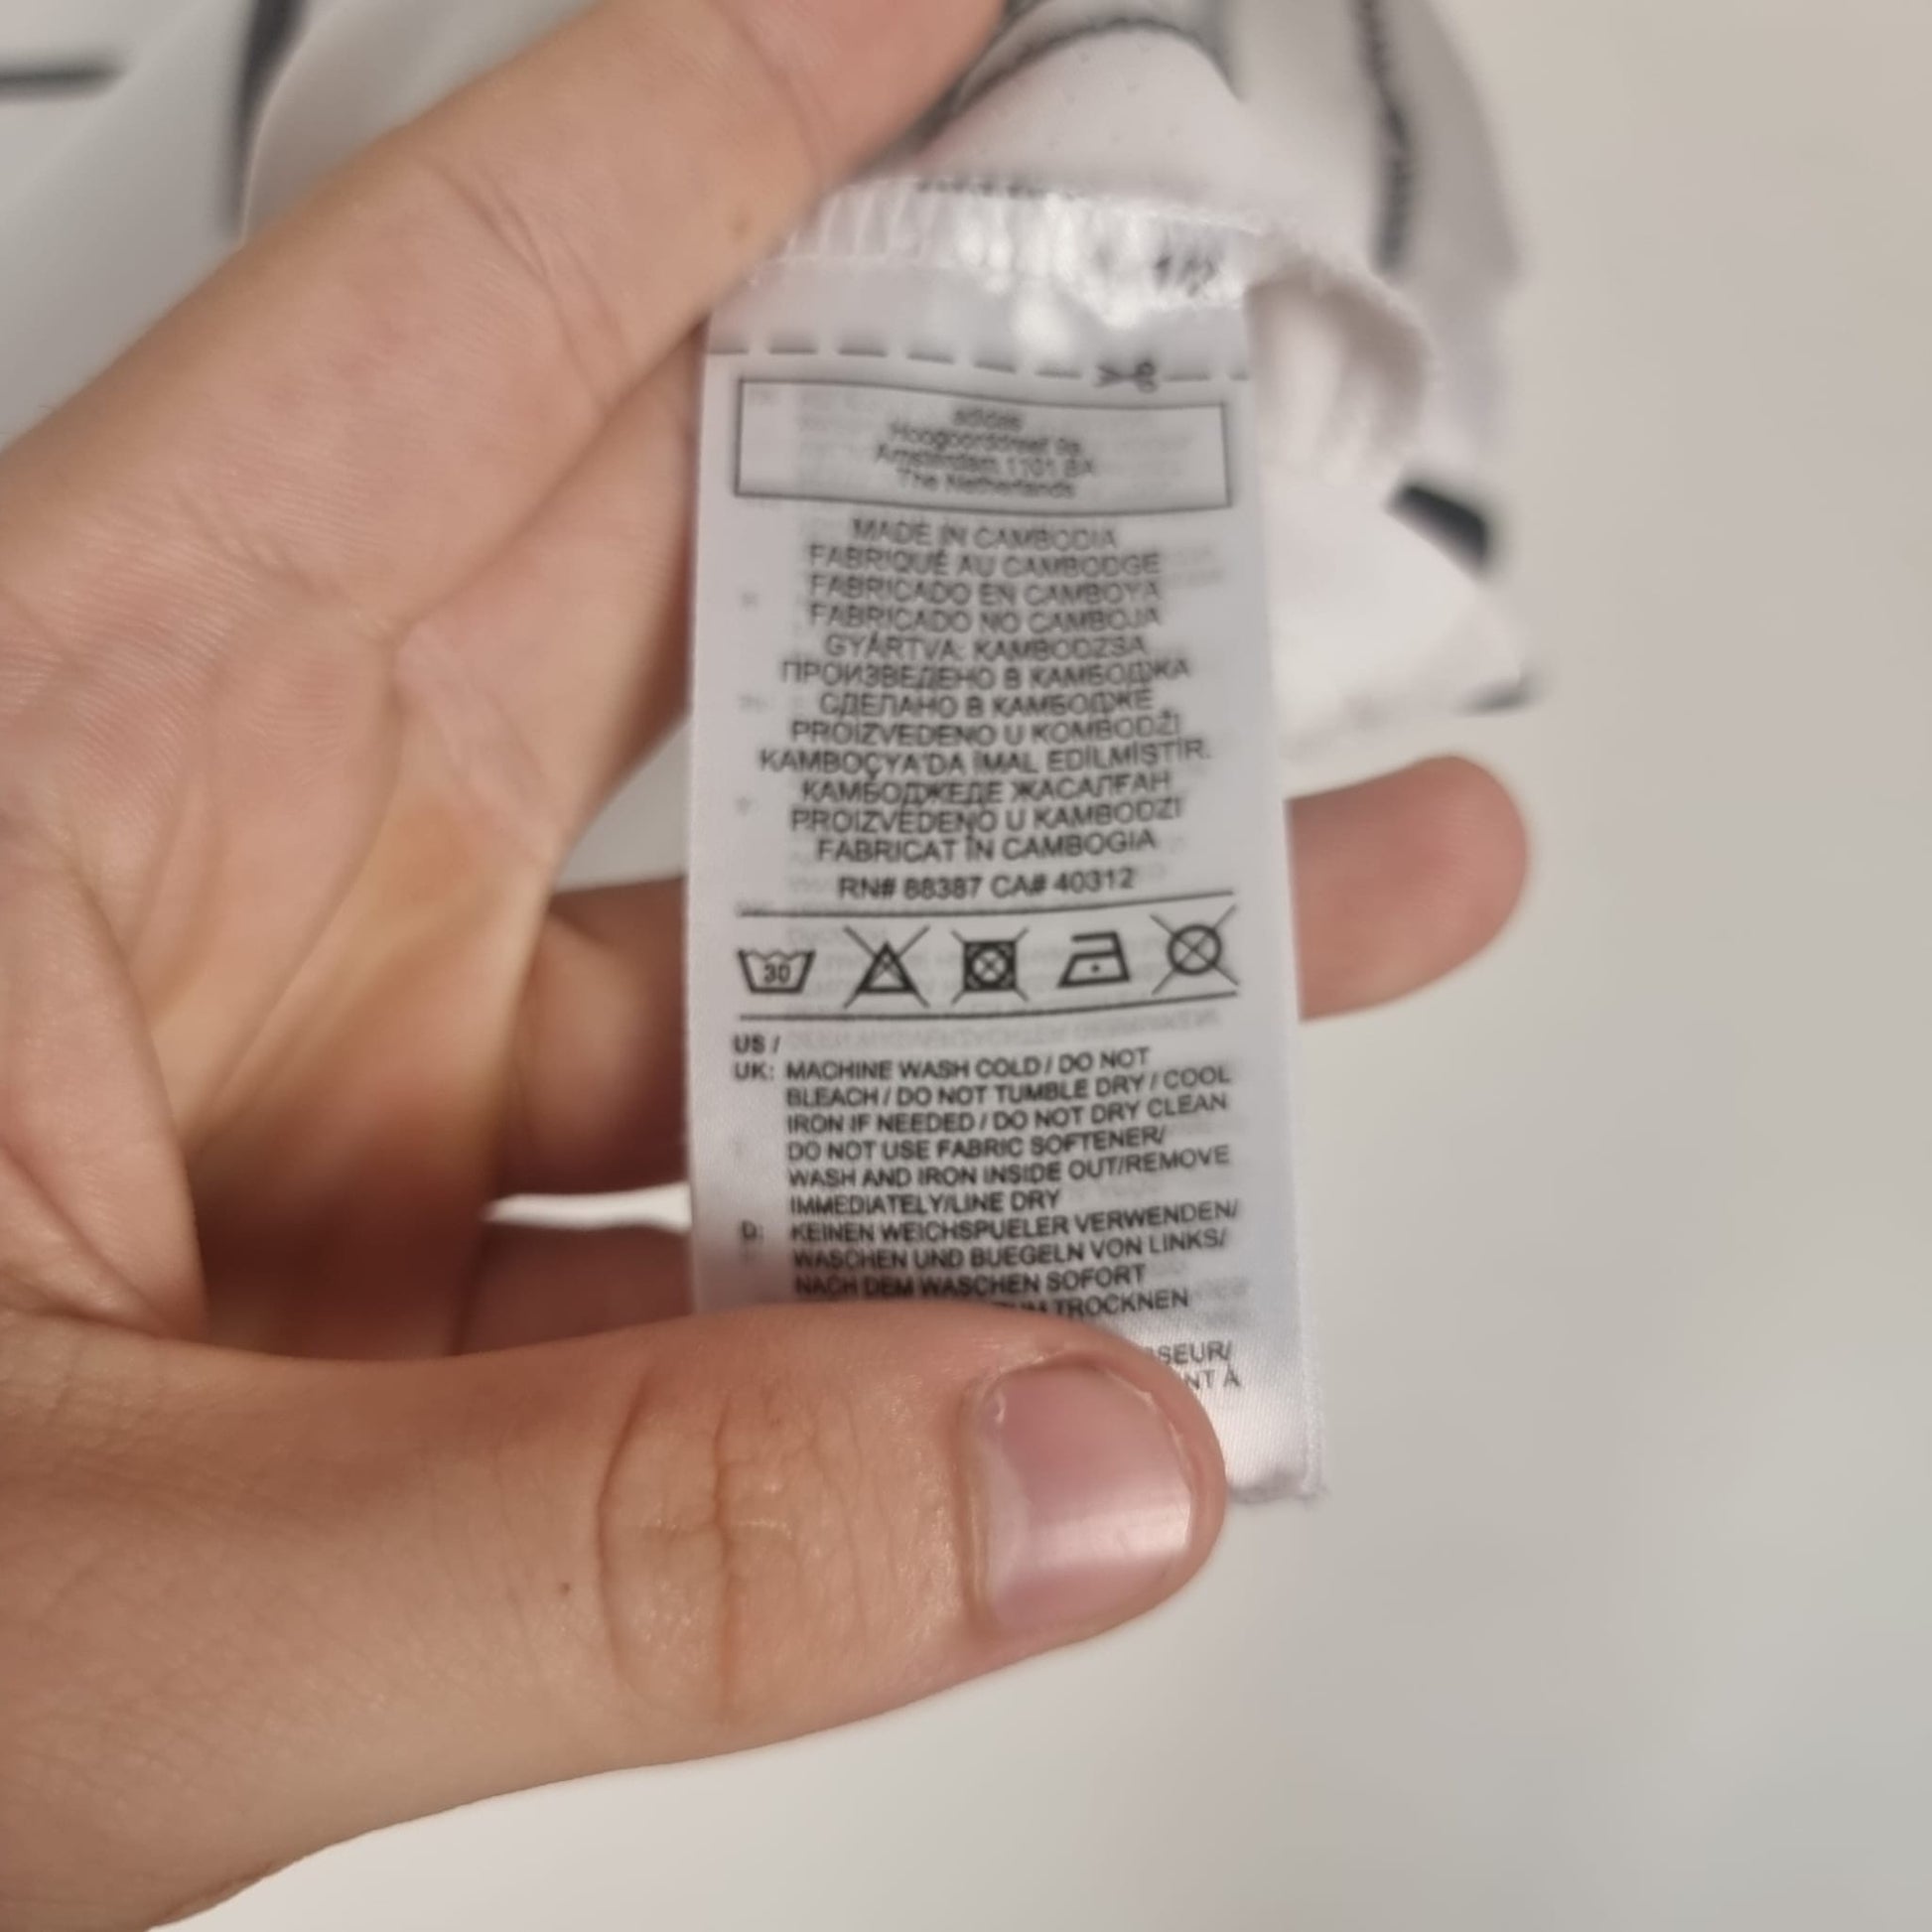 adidas
Hoogoorddreef 9a,
Amsterdam 1101 BA
The Netherlands
MADE IN CAMBODIA
FABRIQUÉ AU CAMBODGE
FABRICADO EN CAMBOYA
FABRICADO NO CAMBOJA
GYÁRTVA: KAMBODZSA
ПРОИЗВЕДЕНО В КАМБОДЖА
СДЕЛАНО В КАМБОДЖЕ
PROIZVEDENO U KOMBODŽI
KAMBOÇYA'DA İMAL EDİLMİŞTİR.
КАМБОДЖЕДЕ ЖАСАЛҒАН
PROIZVEDENO U KAMBODŽI
FABRICAT ÎN CAMBOGIA
RN# 88387 CA# 40312
30
US /
UK: MACHINE WASH COLD / DO NOT
BLEACH / DO NOT TUMBLE DRY / COOL
IRON IF NEEDED / DO NOT DRY CLEAN
DO NOT USE FABRIC SOFTENER/
WASH AND IRON INSIDE OUT/REMOVE
IMMEDIATELY/LINE DRY
D: KEINEN WEICHSPUELER VERWENDEN/
WASCHEN UND BUEGELN VON LINKS/
NACH DEM WASCHEN SOFORT
TROCKNEN
SEUR/
NT À